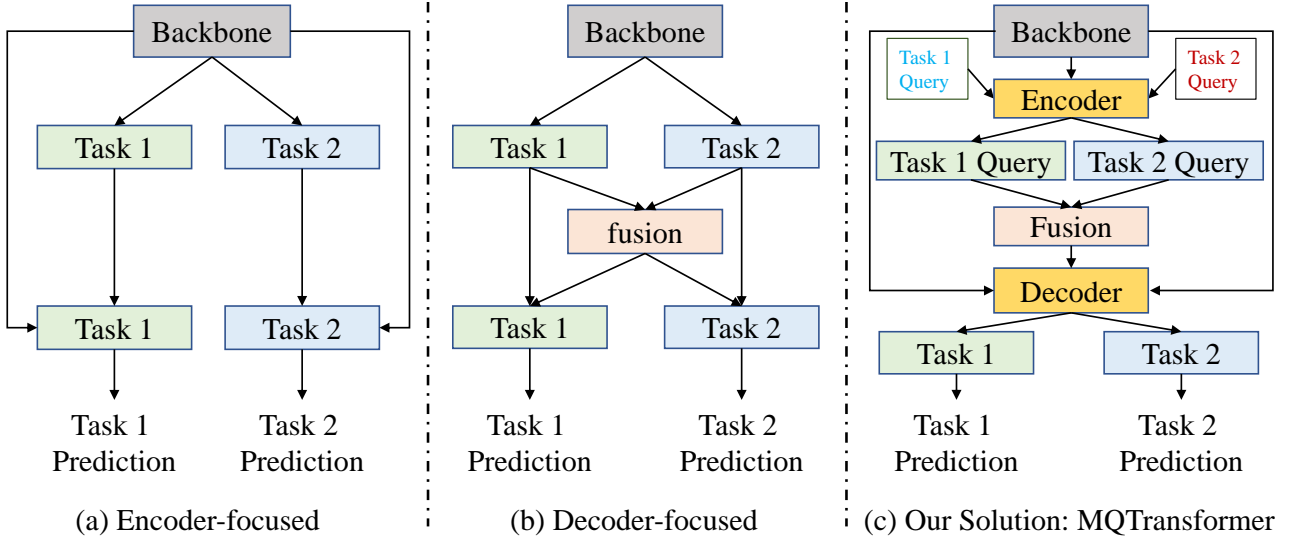 Backbone
Task 1
Task 2
Task 1
Task 2
Task 1
Prediction
Task 2
Prediction
(a) Encoder-focused
Backbone
Task 1
Task 2
fusion
Task 1
Task 2
Task 1
Prediction
Task 2
Prediction
(b) Decoder-focused
Backbone
Task 1
Query
Task 2
Query
Encoder
Task 1 Query
Task 2 Query
Fusion
Decoder
Task 1
Task 2
Task 1
Prediction
Task 2
Prediction
(c) Our Solution: MQTransformer